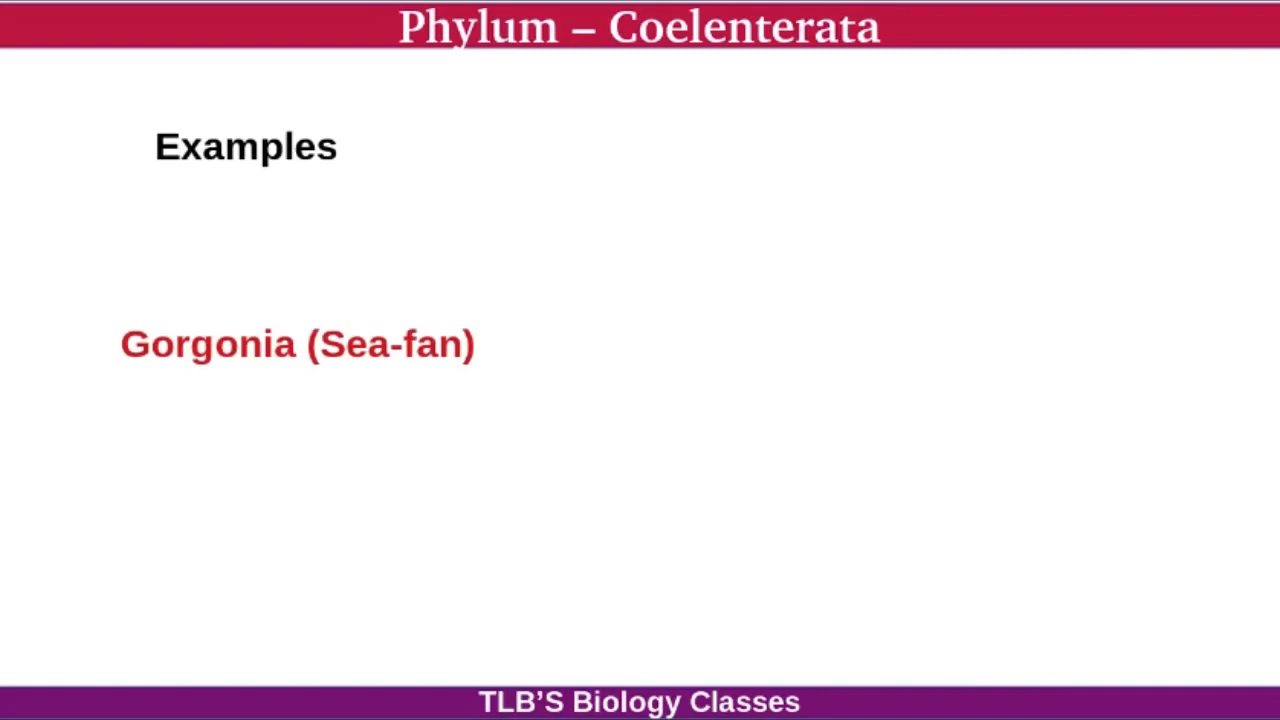 Phylum – Coelenterata
Examples
Gorgonia (Sea-fan)
TLB’S Biology Classes